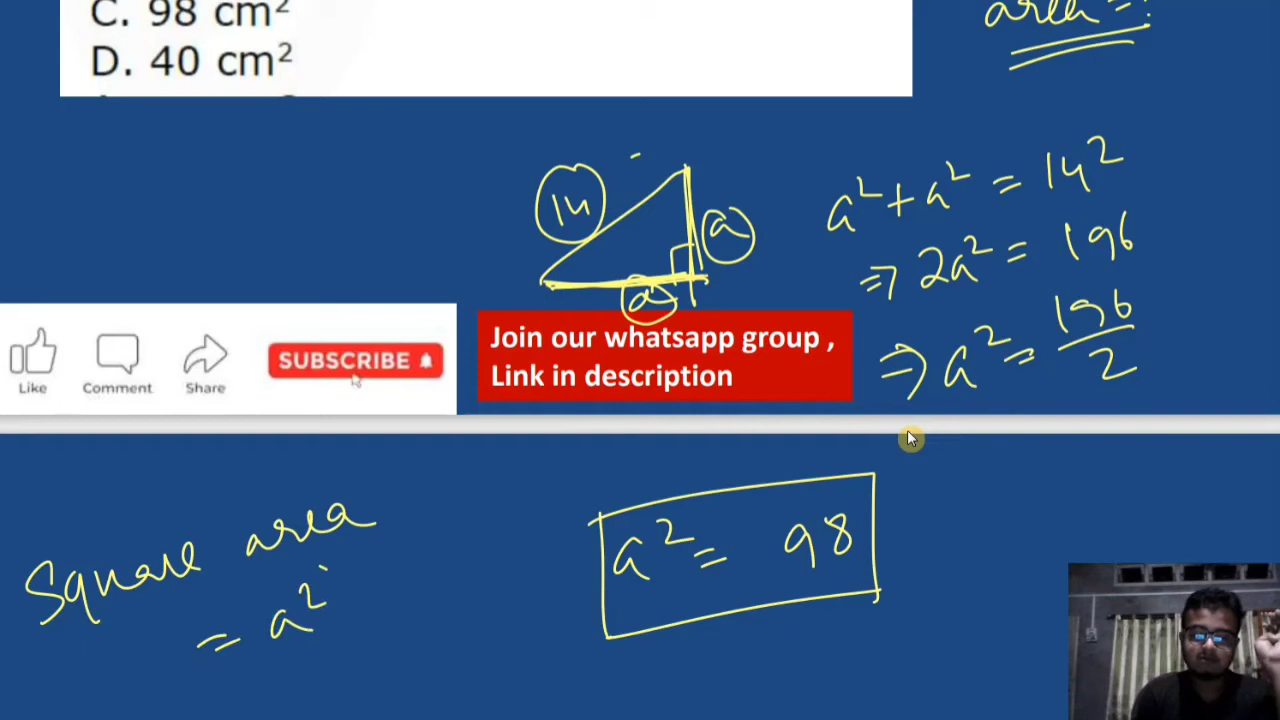 C. 98 cm²
D. 40 cm²
area = ?
14
a
a
a² + a² = 14²
⇒ 2a² = 196
⇒ a² = 196/2
Like
Comment
Share
SUBSCRIBE
Join our whatsapp group ,
Link in description
Square area
= a²
a² = 98